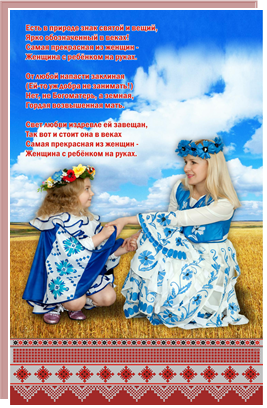 Есть в природе знак святой и вещий,
Ярко обозначенный в веках!
Самая прекрасная из женщин -
Женщина с ребёнком на руках.
От любой напасти заклиная
(Ей-то уж добра не занимать!)
Нет, не Богоматерь, а земная,
Гордая возвышенная мать.
Свет любви издревле ей завещан,
Так вот и стоит она в веках
Самая прекрасная из женщин -
Женщина с ребёнком на руках.